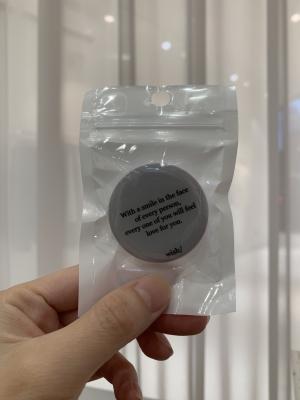 With a smile in the face
of every person,
every one of you will feel
love for you.
wish/